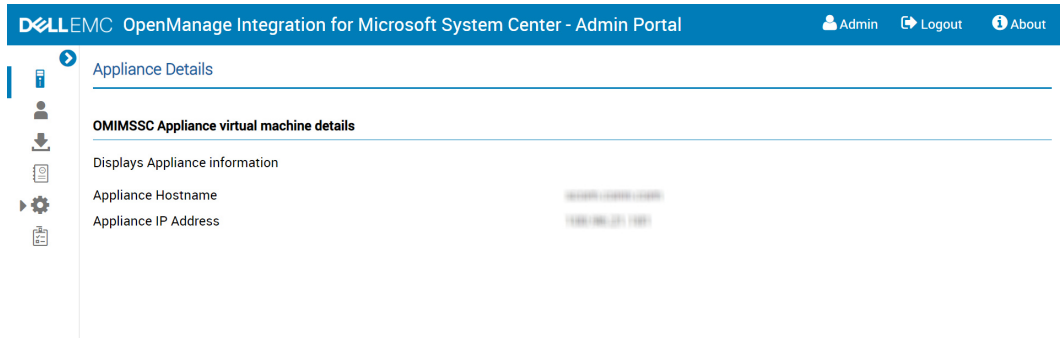 DELLEMC OpenManage Integration for Microsoft System Center - Admin Portal Admin Logout About
Appliance Details
OMIMSSC Appliance virtual machine details
Displays Appliance information
Appliance Hostname
Appliance IP Address